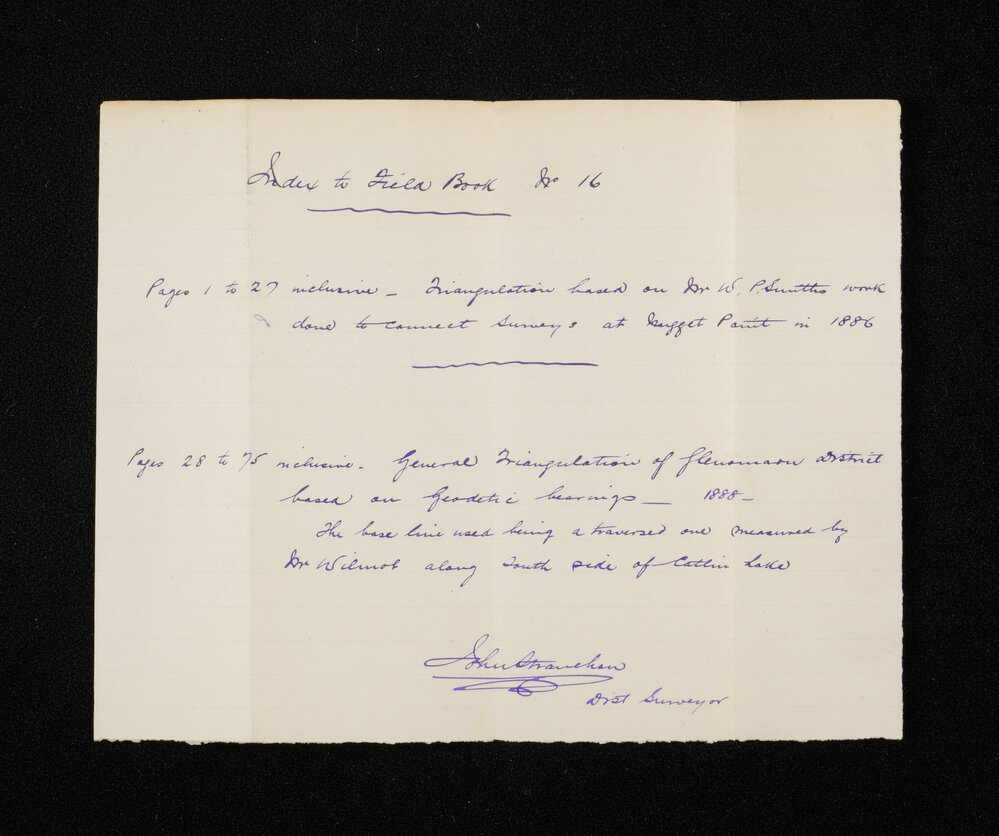 Index to Field Book No 16
Pages 1 to 27 inclusive - Triangulation based on Mr W. P. Smiths work
done to connect Surveys at Nugget Point in 1886
Pages 28 to 75 inclusive - General Triangulation of Glenomaru District
based on Geodetic bearings - 1888 -
The base line used being a traversed one measured by
Mr Wilmot along South side of Catlin Lake
John Strauchon
Dist Surveyor